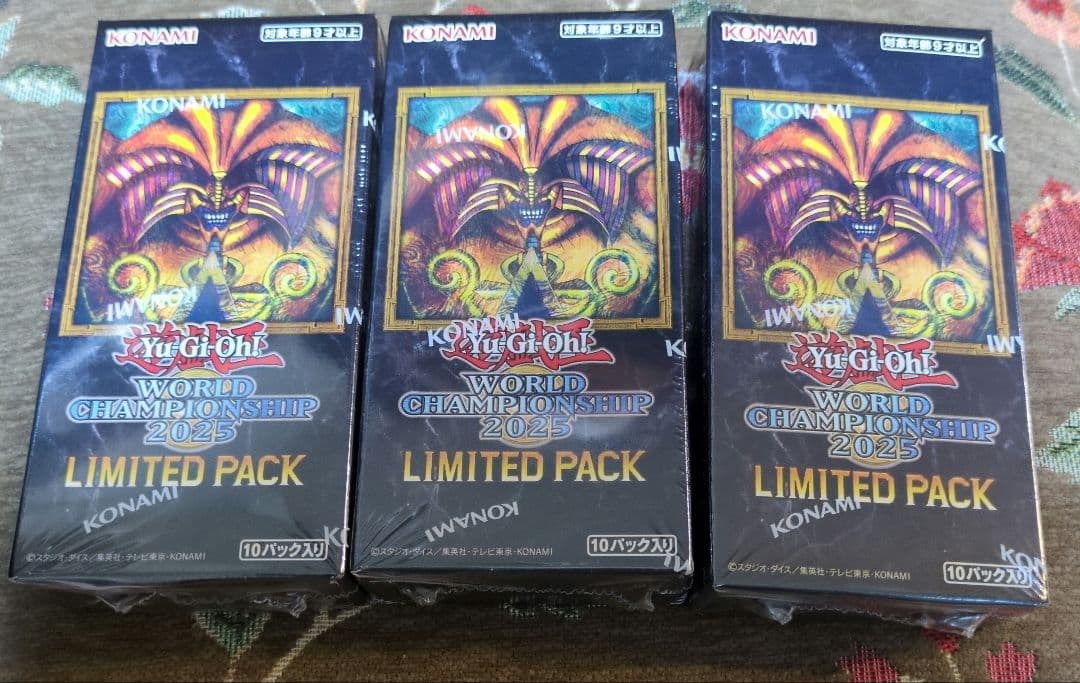 KONAMI
対象年齢9才以上
KONAMI
KONAMI
遊戯王
Yu-Gi-Oh!
WORLD
CHAMPIONSHIP
2025
LIMITED PACK
KONAMI
©スタジオ・ダイス／集英社・テレビ東京・KONAMI
10パック入り
KONAMI
対象年齢9才以上
KONAMI
KONAMI
遊戯王
Yu-Gi-Oh!
WORLD
CHAMPIONSHIP
2025
LIMITED PACK
KONAMI
©スタジオ・ダイス／集英社・テレビ東京・KONAMI
10パック入り
KONAMI
対象年齢9才以上
KONAMI
KONAMI
遊戯王
Yu-Gi-Oh!
WORLD
CHAMPIONSHIP
2025
LIMITED PACK
KONAMI
©スタジオ・ダイス／集英社・テレビ東京・KONAMI
10パック入り